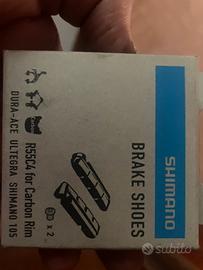 SHIMANO
BRAKE SHOES
x 2
R55C4 for Carbon Rim
DURA-ACE ULTEGRA SHIMANO 105
subito